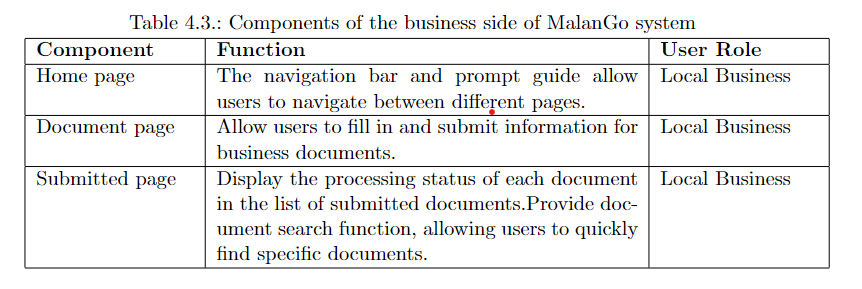 Table 4.3.: Components of the business side of MalanGo system
Component Function User Role
Home page The navigation bar and prompt guide allow Local Business
users to navigate between different pages.
Document page Allow users to fill in and submit information for Local Business
business documents.
Submitted page Display the processing status of each document Local Business
in the list of submitted documents.Provide doc-
ument search function, allowing users to quickly
find specific documents.